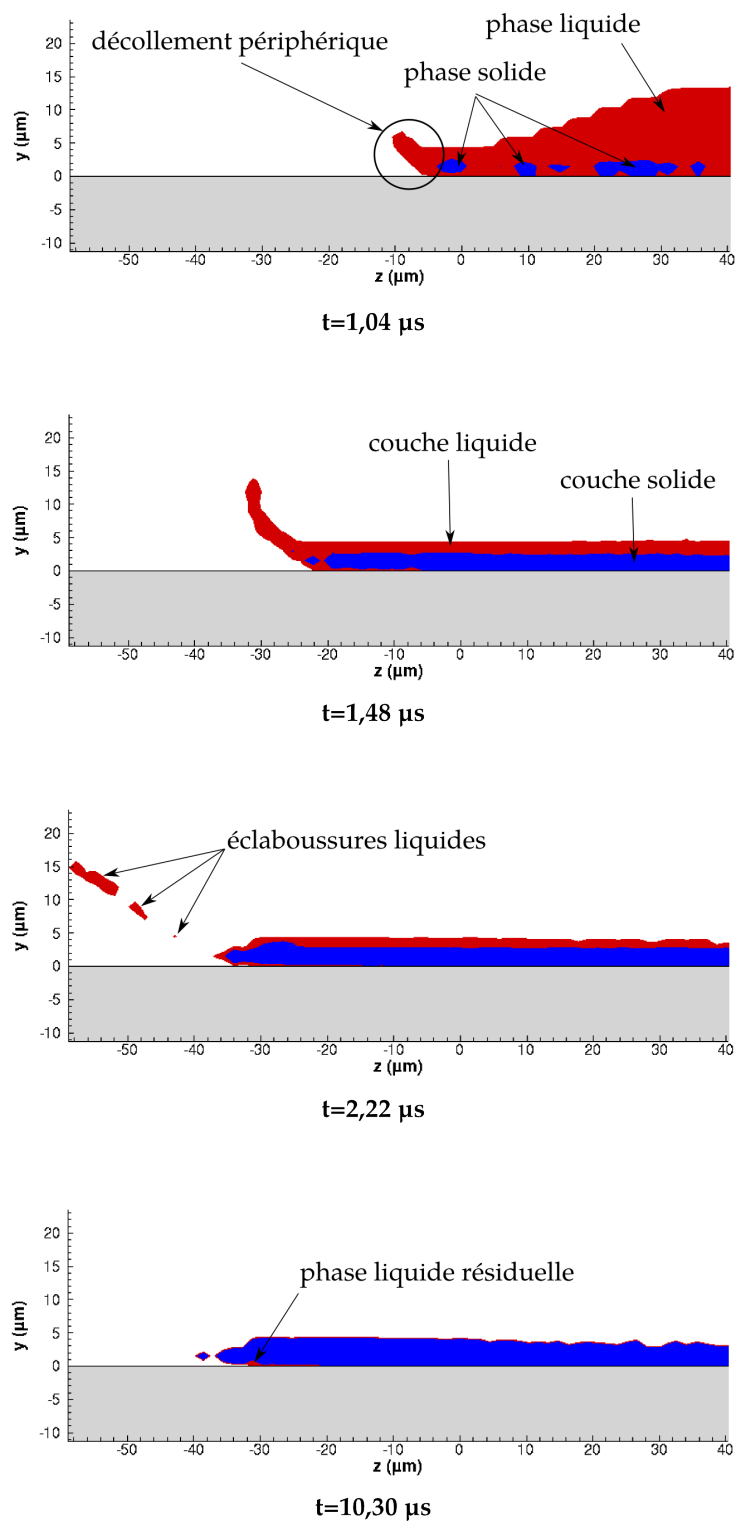 phase liquide
décollement périphérique
phase solide
20
15
10
5
0
-5
-10
y (µm)
-50 -40 -30 -20 -10 0 10 20 30 40
z (µm)
t=1,04 µs
couche liquide
couche solide
20
15
10
5
0
-5
-10
y (µm)
-50 -40 -30 -20 -10 0 10 20 30 40
z (µm)
t=1,48 µs
éclaboussures liquides
20
15
10
5
0
-5
-10
y (µm)
-50 -40 -30 -20 -10 0 10 20 30 40
z (µm)
t=2,22 µs
phase liquide résiduelle
20
15
10
5
0
-5
-10
y (µm)
-50 -40 -30 -20 -10 0 10 20 30 40
z (µm)
t=10,30 µs